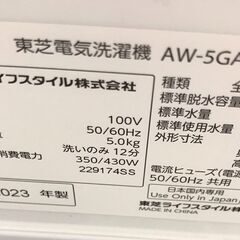 東芝電気洗濯機 AW-5GA
ライフスタイル株式会社
100V
50/60Hz
5.0kg
洗いのみ 12分
消費電力 350/430W
229174SS
2023 年製
種類 全
標準脱水容量
標準水量
標準使用水量
外形寸法
電流ヒューズ(電
50/60Hz 共用
日本国内専用
Use Only in Japan
東芝ライフスタイル株
MADE IN CHINA